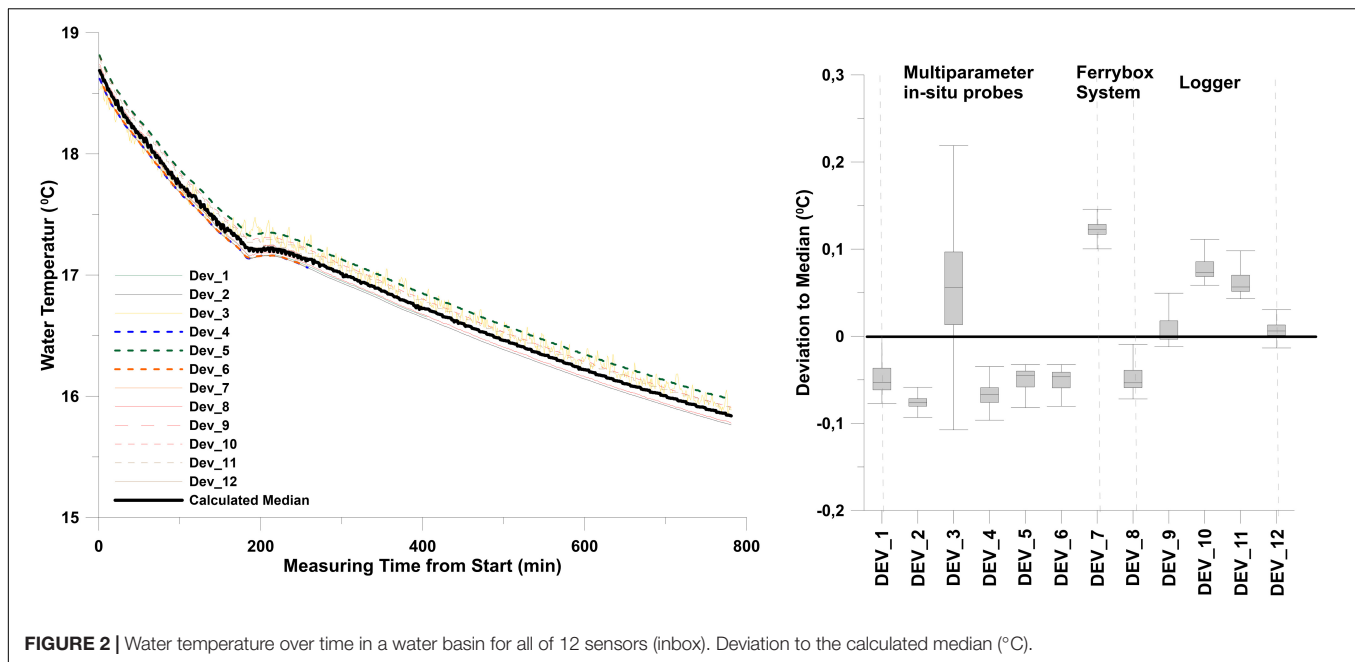 19
18
17
16
15
Water Temperatur (⁰C)
Dev_1
Dev_2
Dev_3
Dev_4
Dev_5
Dev_6
Dev_7
Dev_8
Dev_9
Dev_10
Dev_11
Dev_12
Calculated Median
0
200
400
600
800
Measuring Time from Start (min)
Multiparameter
in-situ probes
Ferrybox
System
Logger
0,3
0,2
0,1
0
-0,1
-0,2
Deviation to Median (⁰C)
DEV_1
DEV_2
DEV_3
DEV_4
DEV_5
DEV_6
DEV_7
DEV_8
DEV_9
DEV_10
DEV_11
DEV_12
FIGURE 2 | Water temperature over time in a water basin for all of 12 sensors (inbox). Deviation to the calculated median (°C).